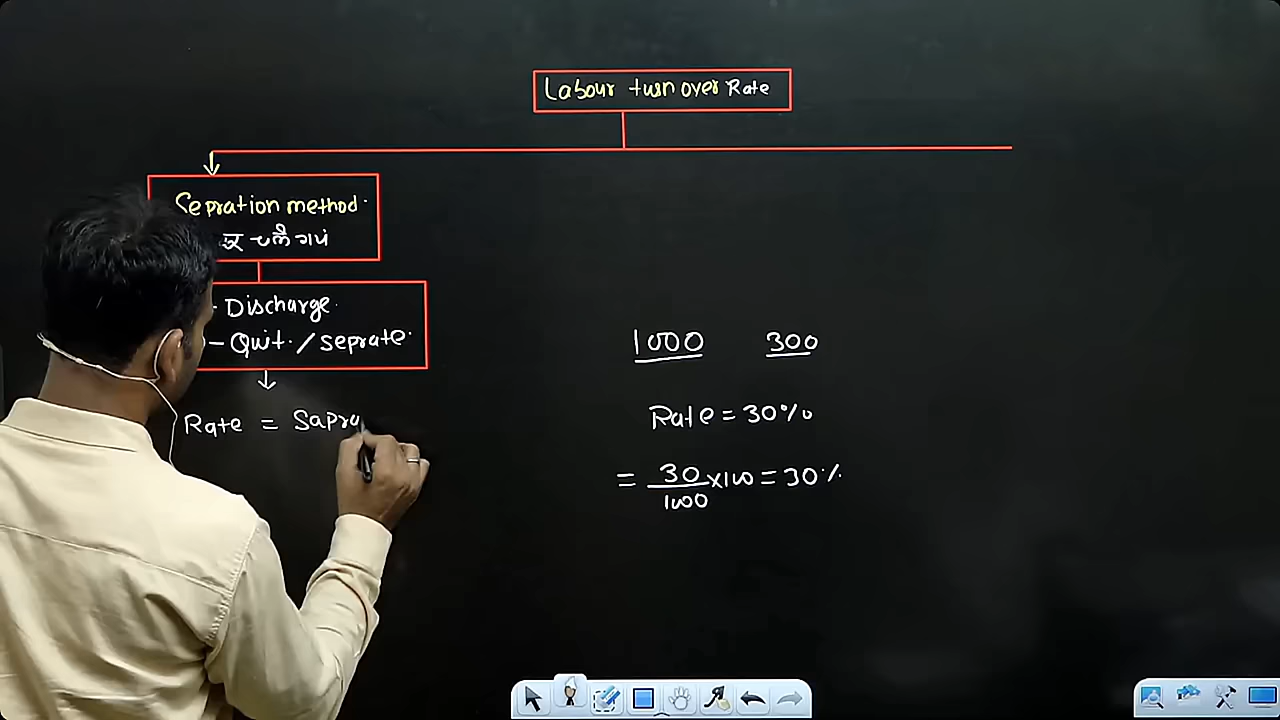 Labour turn over Rate
Sepration method.
Discharge.
Quit. / seprate.
Rate = Sapra
1000 300
Rate = 30%
= 30/1000 x100 = 30%